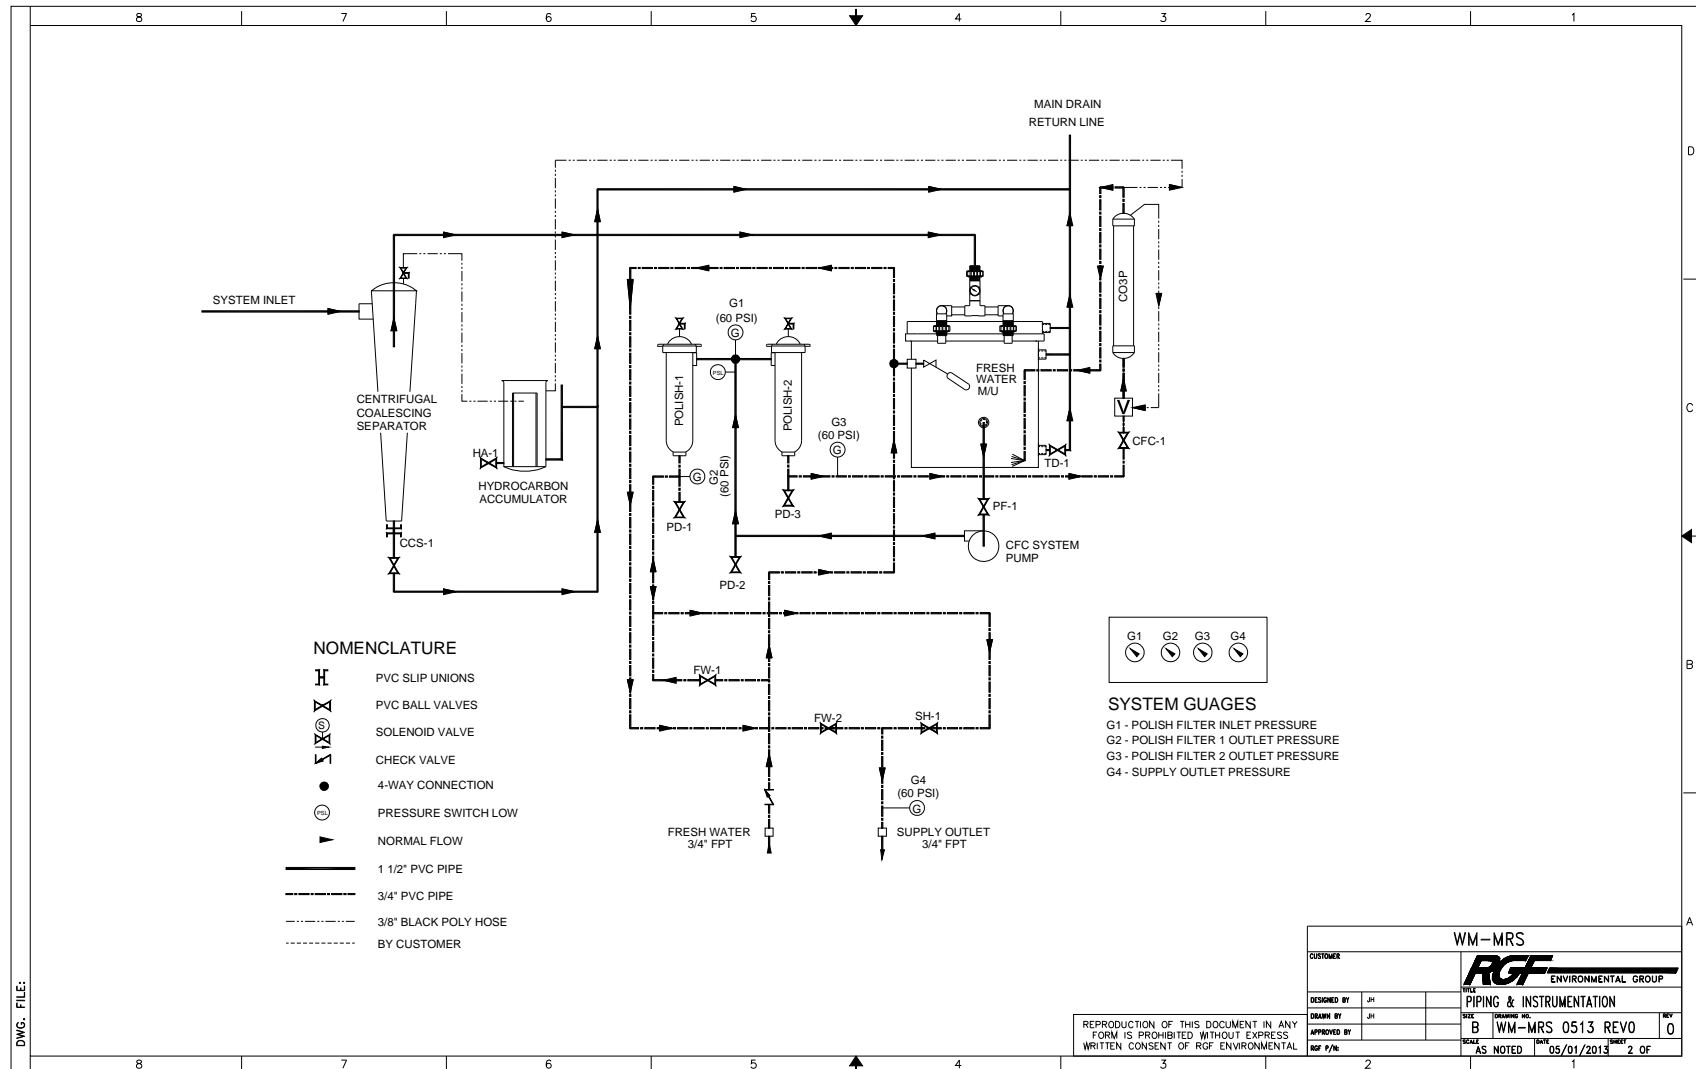 8 7 6 5 4 3 2 1
MAIN DRAIN
RETURN LINE
D
SYSTEM INLET
G1
(60 PSI)
G
PSL
CO3P
CENTRIFUGAL
COALESCING
SEPARATOR
POLISH-1
POLISH-2
FRESH
WATER
M/U
V
C
CFC-1
G3
(60 PSI)
G
HA-1
TD-1
HYDROCARBON
ACCUMULATOR
G
G2
(60 PSI)
PD-1
PD-3
PF-1
CCS-1
CFC SYSTEM
PUMP
PD-2
NOMENCLATURE
PVC SLIP UNIONS
PVC BALL VALVES
S
SOLENOID VALVE
CHECK VALVE
4-WAY CONNECTION
PSL
PRESSURE SWITCH LOW
NORMAL FLOW
1 1/2" PVC PIPE
3/4" PVC PIPE
3/8" BLACK POLY HOSE
BY CUSTOMER
FW-1
FW-2
SH-1
G4
(60 PSI)
G
FRESH WATER
3/4" FPT
SUPPLY OUTLET
3/4" FPT
G1 G2 G3 G4
B
SYSTEM GUAGES
G1 - POLISH FILTER INLET PRESSURE
G2 - POLISH FILTER 1 OUTLET PRESSURE
G3 - POLISH FILTER 2 OUTLET PRESSURE
G4 - SUPPLY OUTLET PRESSURE
A
DWG. FILE:
REPRODUCTION OF THIS DOCUMENT IN ANY
FORM IS PROHIBITED WITHOUT EXPRESS
WRITTEN CONSENT OF RGF ENVIRONMENTAL
WM-MRS
CUSTOMER
RGF ENVIRONMENTAL GROUP
TITLE
PIPING & INSTRUMENTATION
DESIGNED BY JH
DRAWN BY JH
APPROVED BY
RGF P/N:
SIZE DRAWING NO. REV
B WM-MRS 0513 REV0 0
SCALE DATE SHEET
AS NOTED 05/01/2013 2 OF
8 7 6 5 4 3 2 1